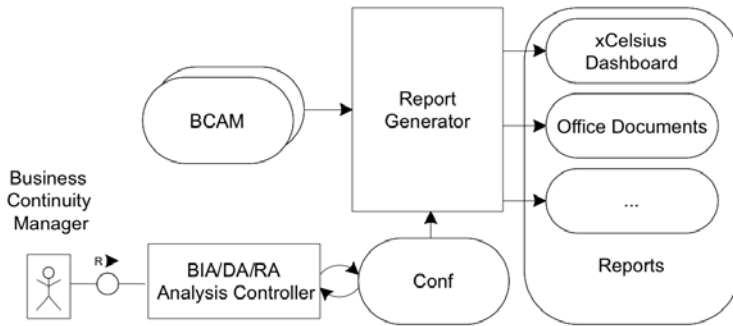 xCelsius
Dashboard
Report
Generator
BCAM
Office Documents
Business
Continuity
Manager
...
R
BIA/DA/RA
Analysis Controller
Conf
Reports